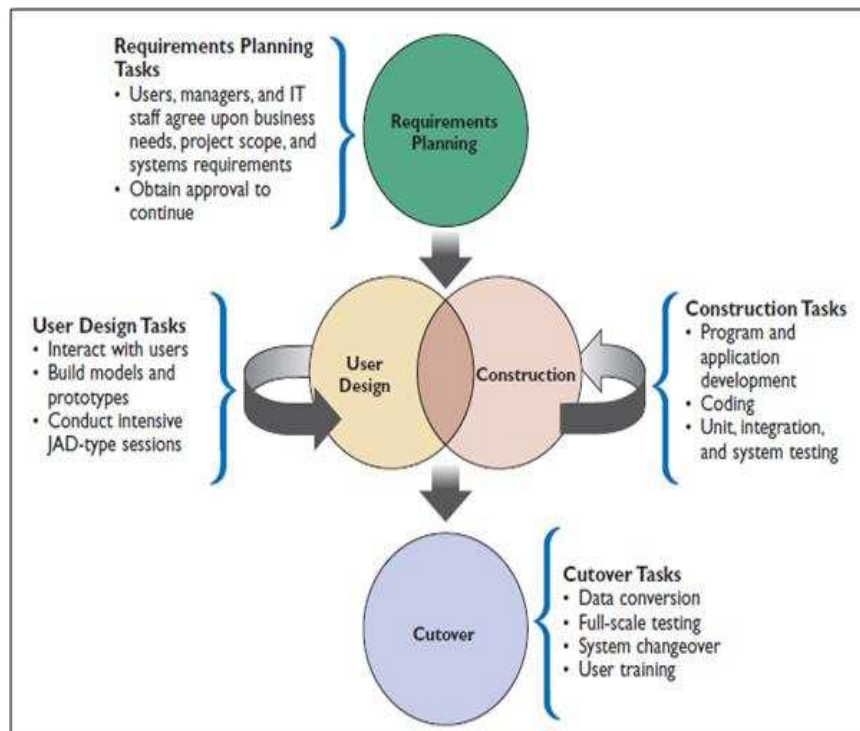 Requirements Planning
Tasks
• Users, managers, and IT
staff agree upon business
needs, project scope, and
systems requirements
• Obtain approval to
continue
Requirements
Planning
User Design Tasks
• Interact with users
• Build models and
prototypes
• Conduct intensive
JAD-type sessions
User
Design
Construction
Construction Tasks
• Program and
application
development
• Coding
• Unit, integration,
and system testing
Cutover
Cutover Tasks
• Data conversion
• Full-scale testing
• System changeover
• User training